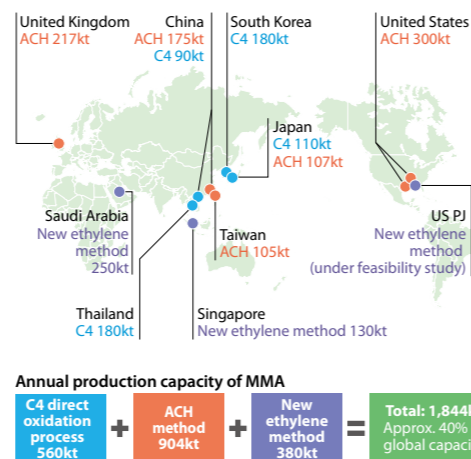 United Kingdom
ACH 217kt
China
ACH 175kt
C4 90kt
South Korea
C4 180kt
United States
ACH 300kt
Japan
C4 110kt
ACH 107kt
Saudi Arabia
New ethylene
method
250kt
Taiwan
ACH 105kt
US PJ
New ethylene
method
(under feasibility study)
Thailand
C4 180kt
Singapore
New ethylene method 130kt
Annual production capacity of MMA
C4 direct
oxidation
process
560kt
+
ACH
method
904kt
+
New
ethylene
method
380kt
=
Total: 1,844k
Approx. 40%
global capaci